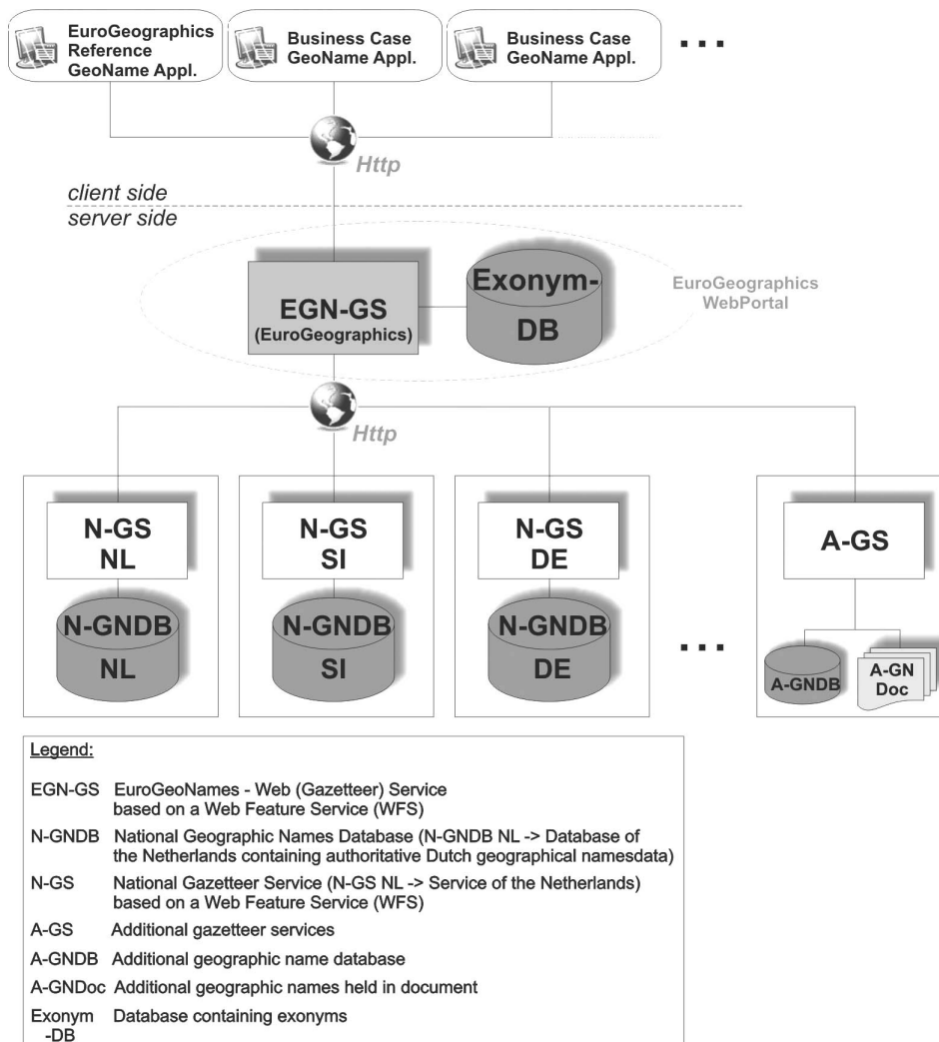 EuroGeographics
Reference
GeoName Appl.
Business Case
GeoName Appl.
Business Case
GeoName Appl.
...
Http
client side
server side
EGN-GS
(EuroGeographics)
Exonym-
DB
EuroGeographics
WebPortal
Http
N-GS
NL
N-GNDB
NL
N-GS
SI
N-GNDB
SI
N-GS
DE
N-GNDB
DE
...
A-GS
A-GNDB
A-GN
Doc
Legend:
EGN-GS EuroGeoNames - Web (Gazetteer) Service
based on a Web Feature Service (WFS)
N-GNDB National Geographic Names Database (N-GNDB NL -> Database of
the Netherlands containing authoritative Dutch geographical namesdata)
N-GS National Gazetteer Service (N-GS NL -> Service of the Netherlands)
based on a Web Feature Service (WFS)
A-GS Additional gazetteer services
A-GNDB Additional geographic name database
A-GNDoc Additional geographic names held in document
Exonym Database containing exonyms
-DB